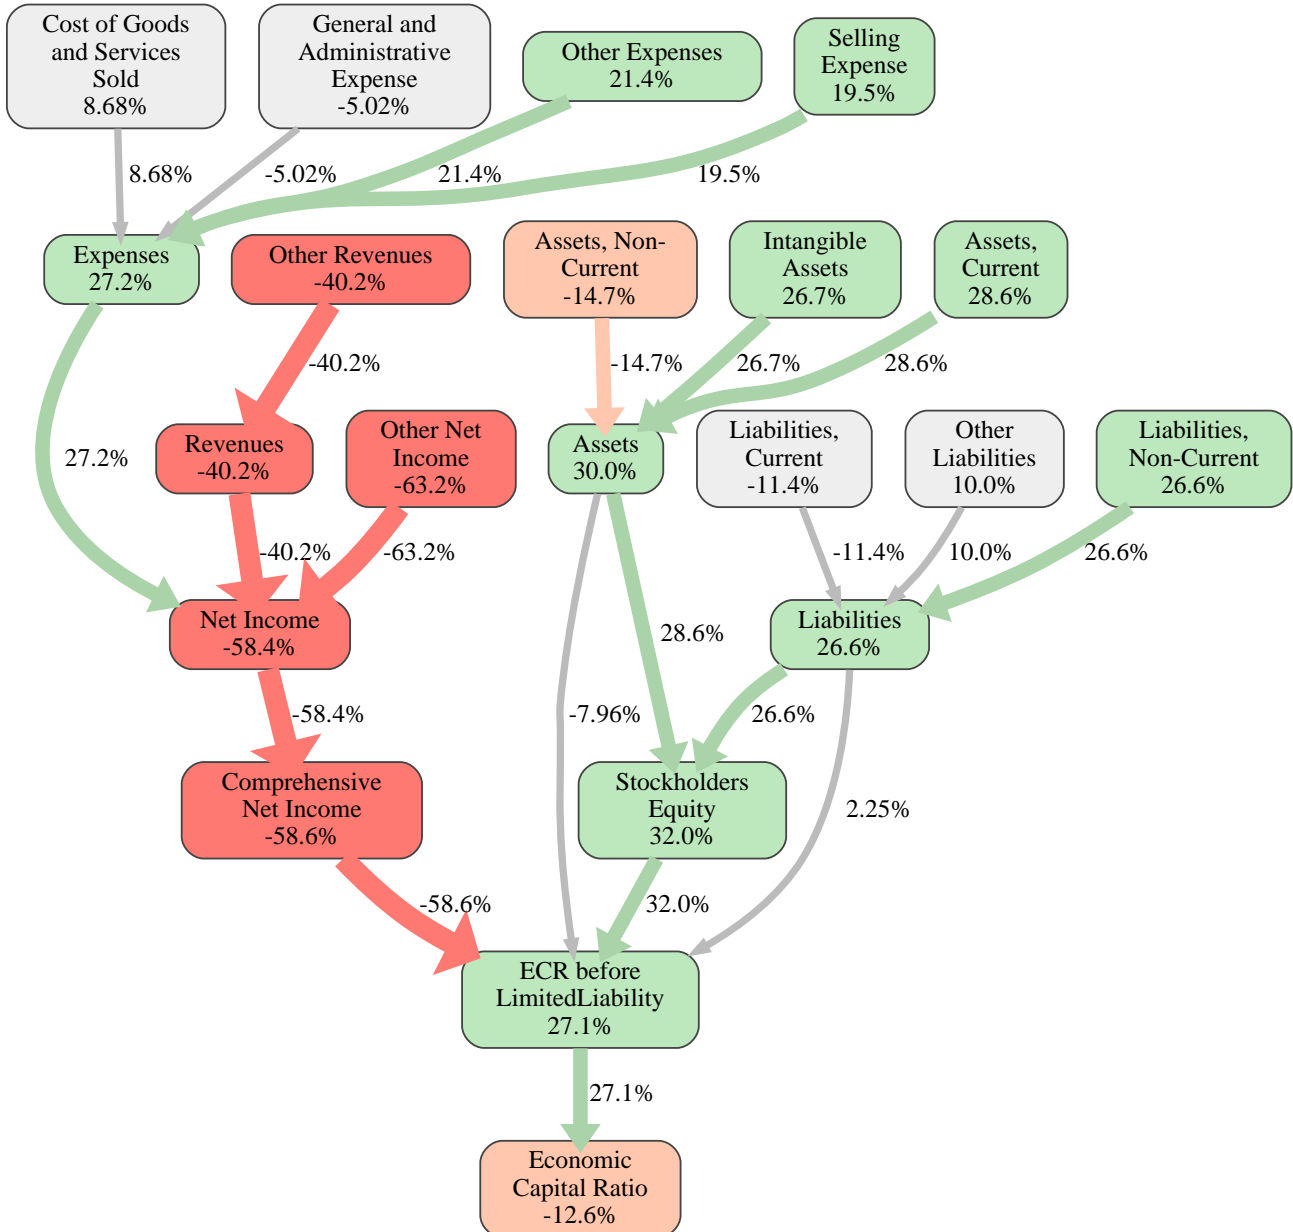 Cost of Goods
and Services
Sold
8.68%
General and
Administrative
Expense
-5.02%
Other Expenses
21.4%
Selling
Expense
19.5%
8.68%
-5.02%
21.4%
19.5%
Expenses
27.2%
Other Revenues
-40.2%
Assets, Non-
Current
-14.7%
Intangible
Assets
26.7%
Assets,
Current
28.6%
-40.2%
-14.7%
26.7%
28.6%
27.2%
Revenues
-40.2%
Other Net
Income
-63.2%
Assets
30.0%
Liabilities,
Current
-11.4%
Other
Liabilities
10.0%
Liabilities,
Non-Current
26.6%
-40.2%
-63.2%
-11.4%
10.0%
26.6%
Net Income
-58.4%
28.6%
Liabilities
26.6%
-58.4%
-7.96%
26.6%
Comprehensive
Net Income
-58.6%
Stockholders
Equity
32.0%
2.25%
-58.6%
32.0%
ECR before
LimitedLiability
27.1%
27.1%
Economic
Capital Ratio
-12.6%